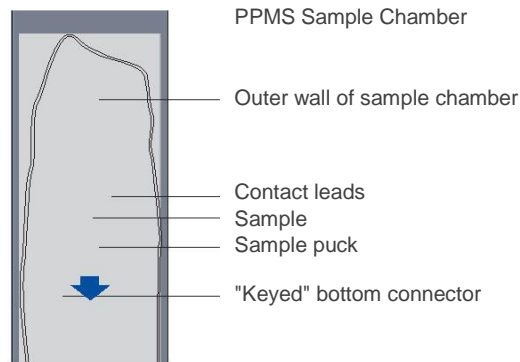 PPMS Sample Chamber
Outer wall of sample chamber
Contact leads
Sample
Sample puck
"Keyed" bottom connector